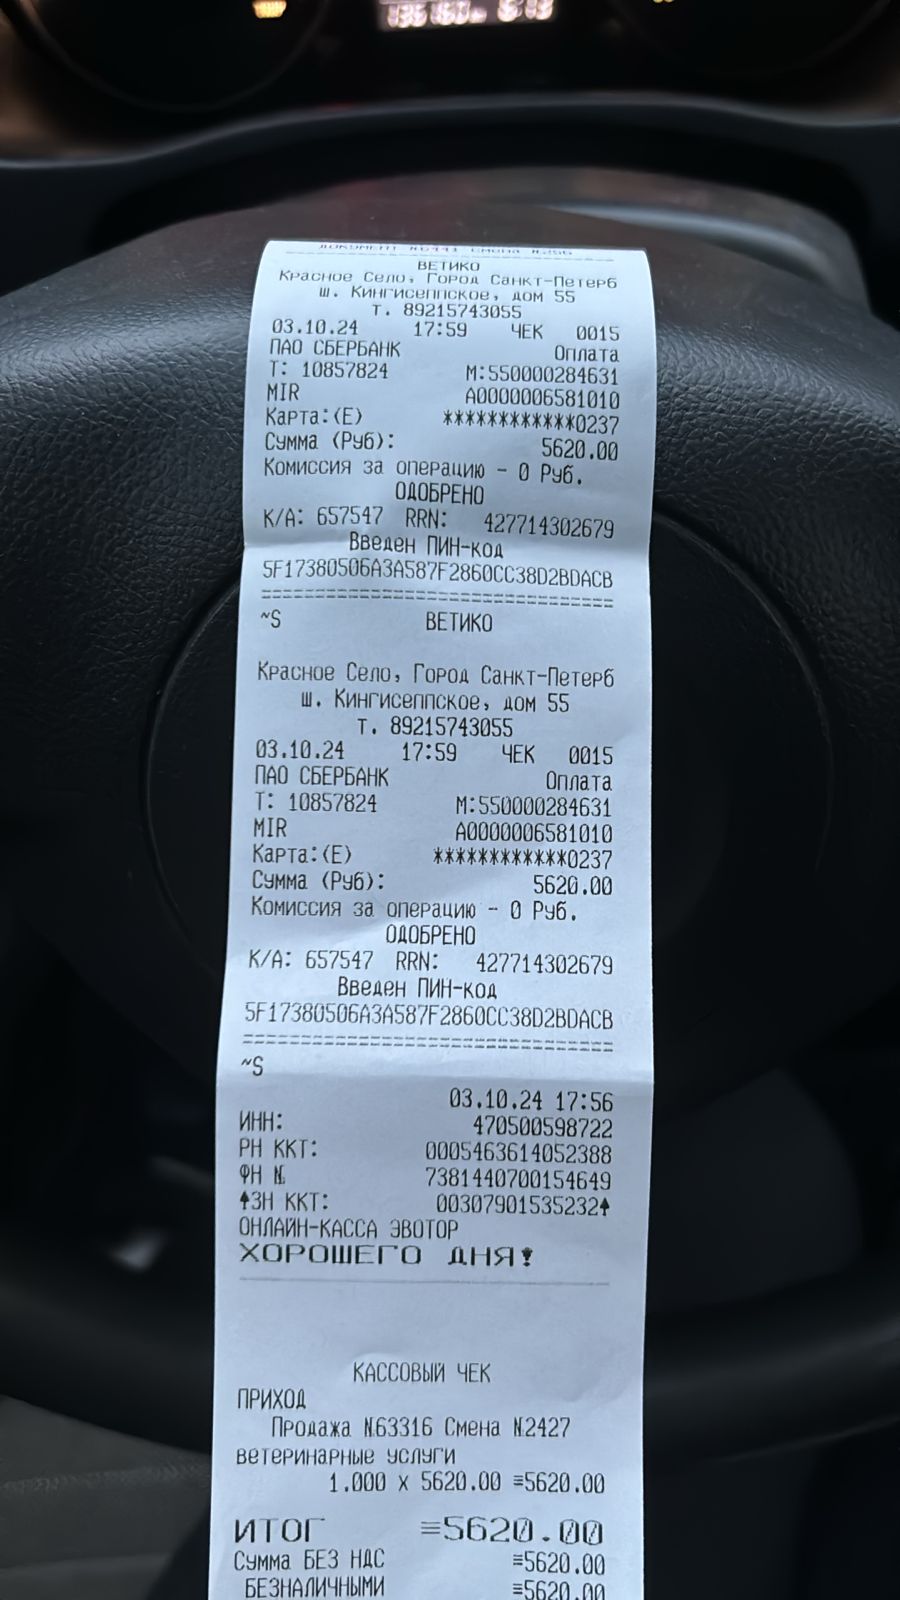 ВЕТИКО
Красное Село, Город Санкт-Петерб
ш. Кингисеппское, дом 55
Т. 89215743055
03.10.24 17:59 ЧЕК 0015
ПАО СБЕРБАНК Оплата
Т: 10857824 М:550000284631
MIR A0000006581010
Карта:(E) ************0237
Сумма (Руб): 5620.00
Комиссия за операцию - 0 Руб.
ОДОБРЕНО
К/А: 657547 RRN: 427714302679
Введен ПИН-код
5F17380506A3A587F2860CC38D2BDACB
================================
~S ВЕТИКО
Красное Село, Город Санкт-Петерб
ш. Кингисеппское, дом 55
Т. 89215743055
03.10.24 17:59 ЧЕК 0015
ПАО СБЕРБАНК Оплата
Т: 10857824 М:550000284631
MIR A0000006581010
Карта:(E) ************0237
Сумма (Руб): 5620.00
Комиссия за операцию - 0 Руб.
ОДОБРЕНО
К/А: 657547 RRN: 427714302679
Введен ПИН-код
5F17380506A3A587F2860CC38D2BDACB
================================
~S
03.10.24 17:56
ИНН: 470500598722
РН ККТ: 0005463614052388
ФН № 7381440700154649
↑ЗН ККТ: 00307901535232↑
ОНЛАЙН-КАССА ЭВОТОР
ХОРОШЕГО ДНЯ!
КАССОВЫЙ ЧЕК
ПРИХОД
Продажа №63316 Смена №2427
ветеринарные услуги
1.000 x 5620.00 ≡5620.00
ИТОГ ≡5620.00
Сумма БЕЗ НДС ≡5620.00
БЕЗНАЛИЧНЫМИ ≡5620.00